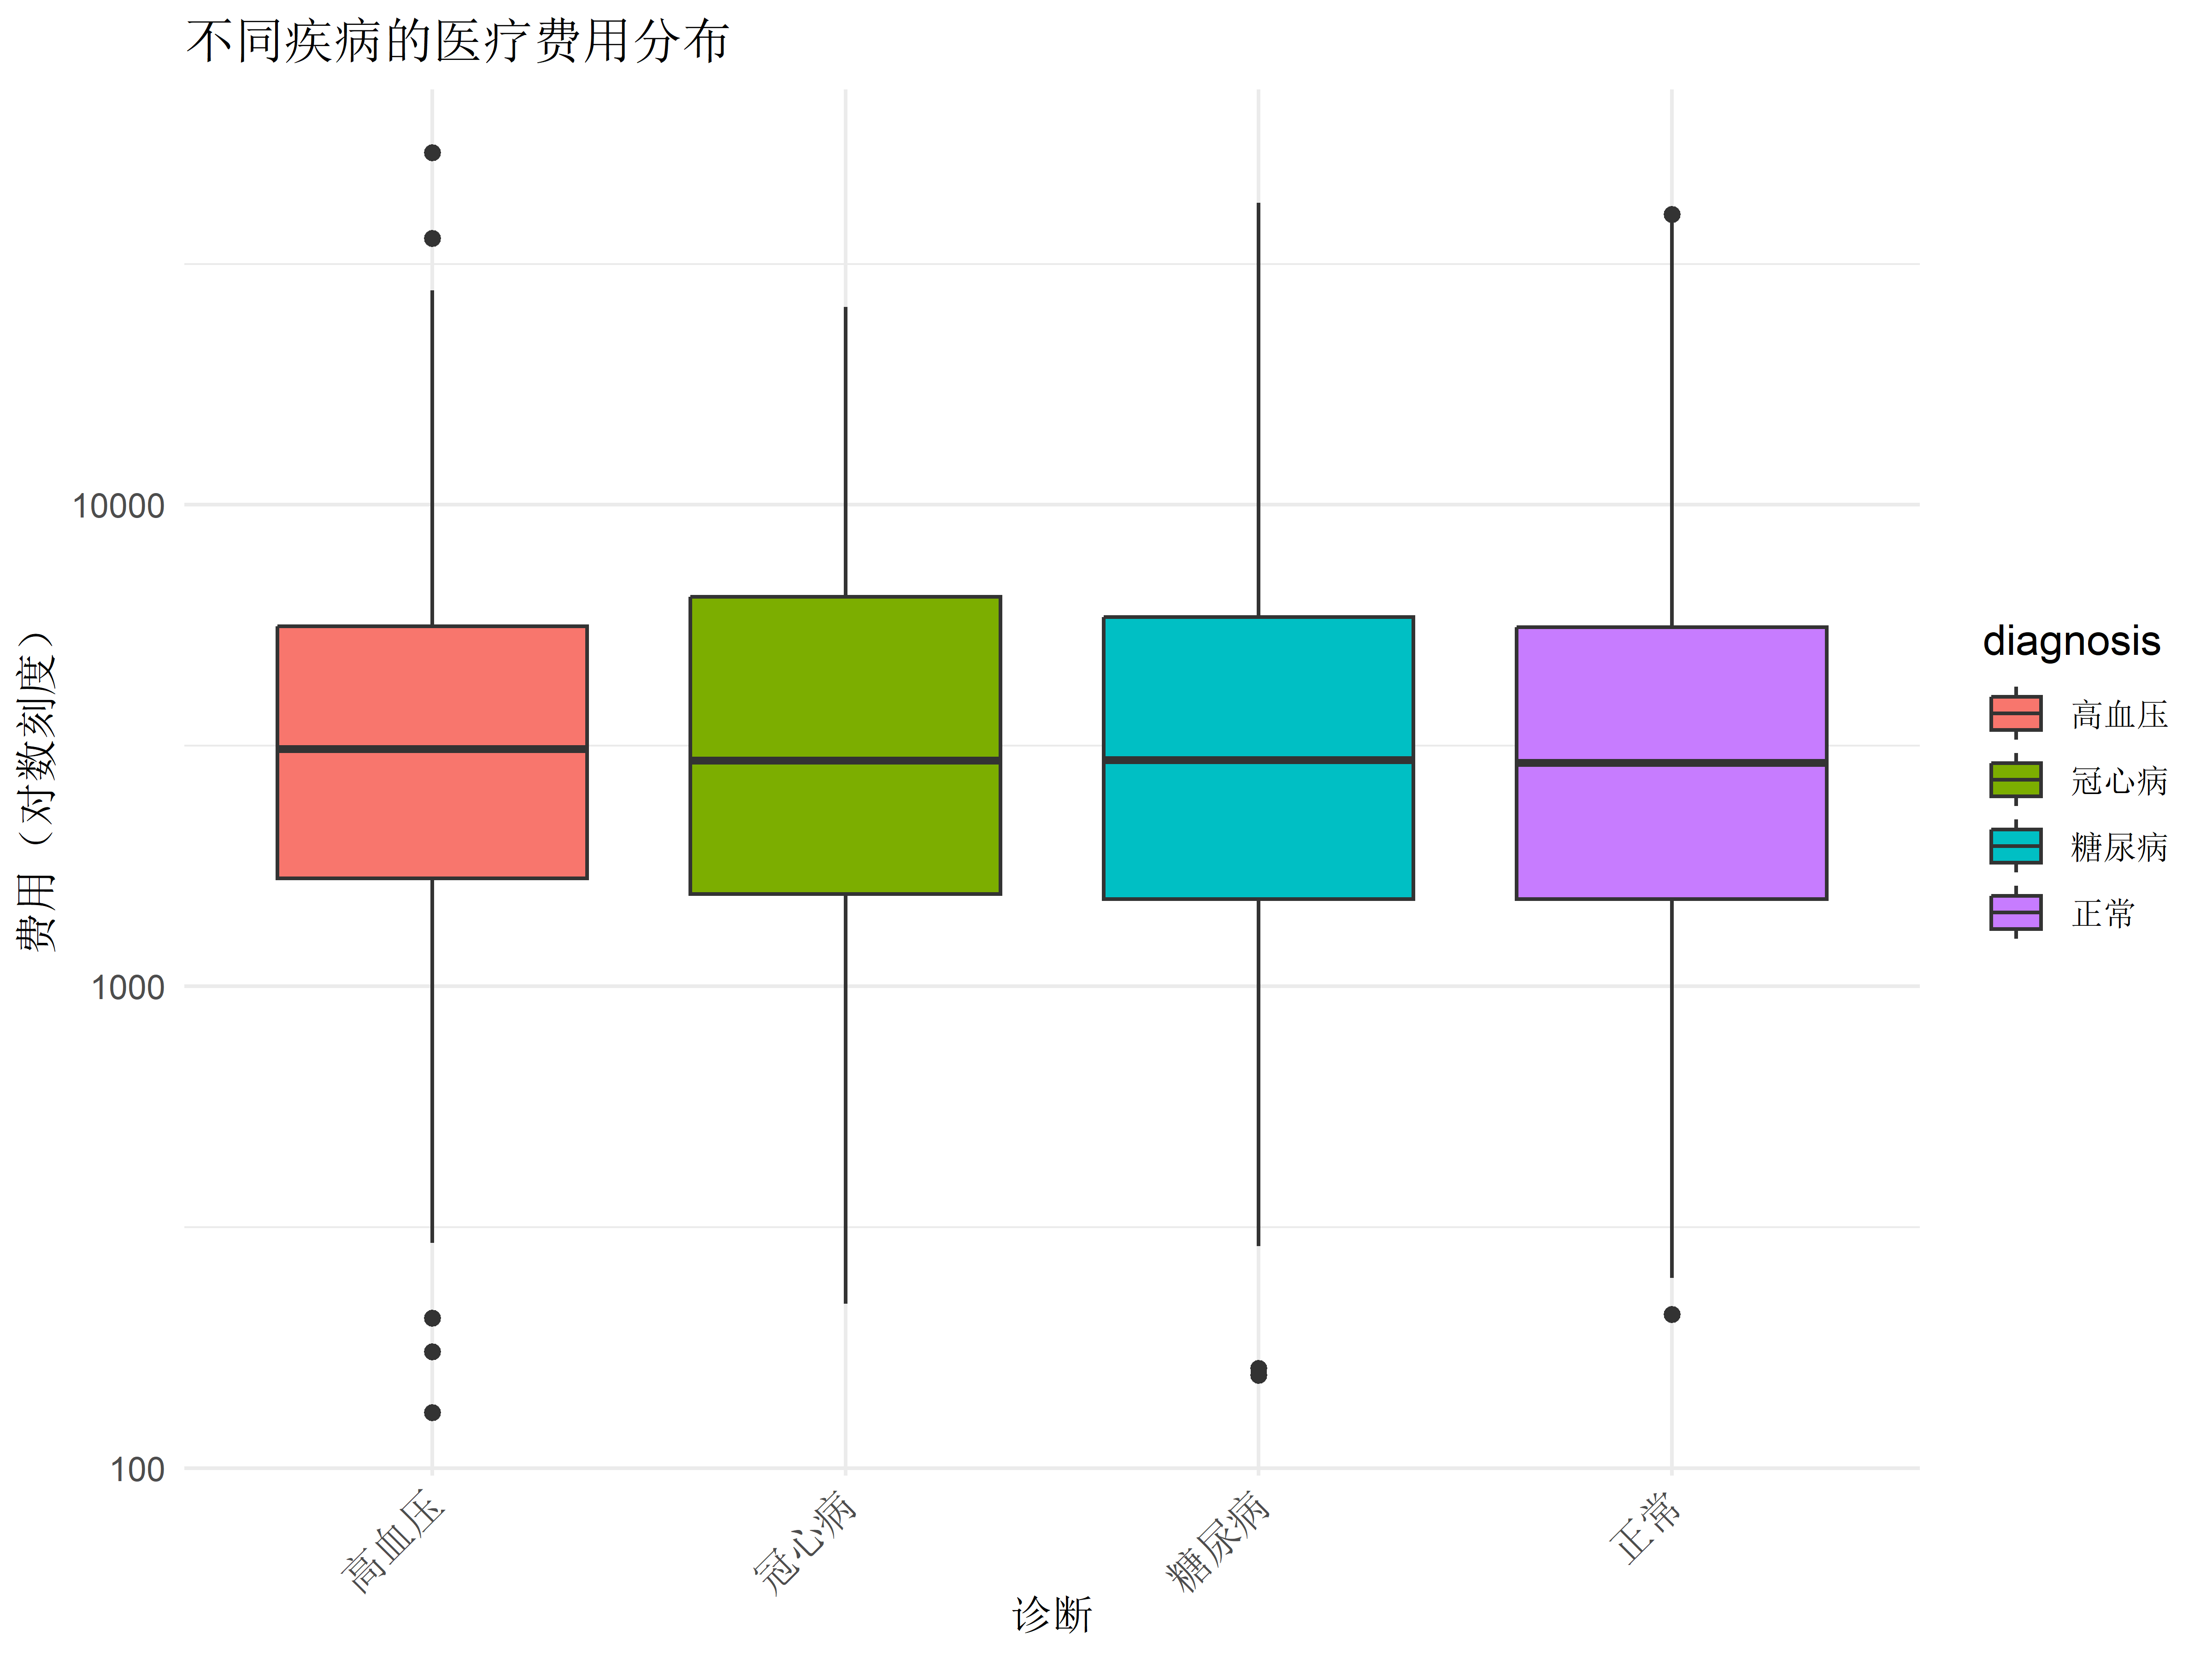 不同疾病的医疗费用分布
费用（对数刻度）
10000
1000
100
高血压
冠心病
糖尿病
正常
诊断
diagnosis
高血压
冠心病
糖尿病
正常